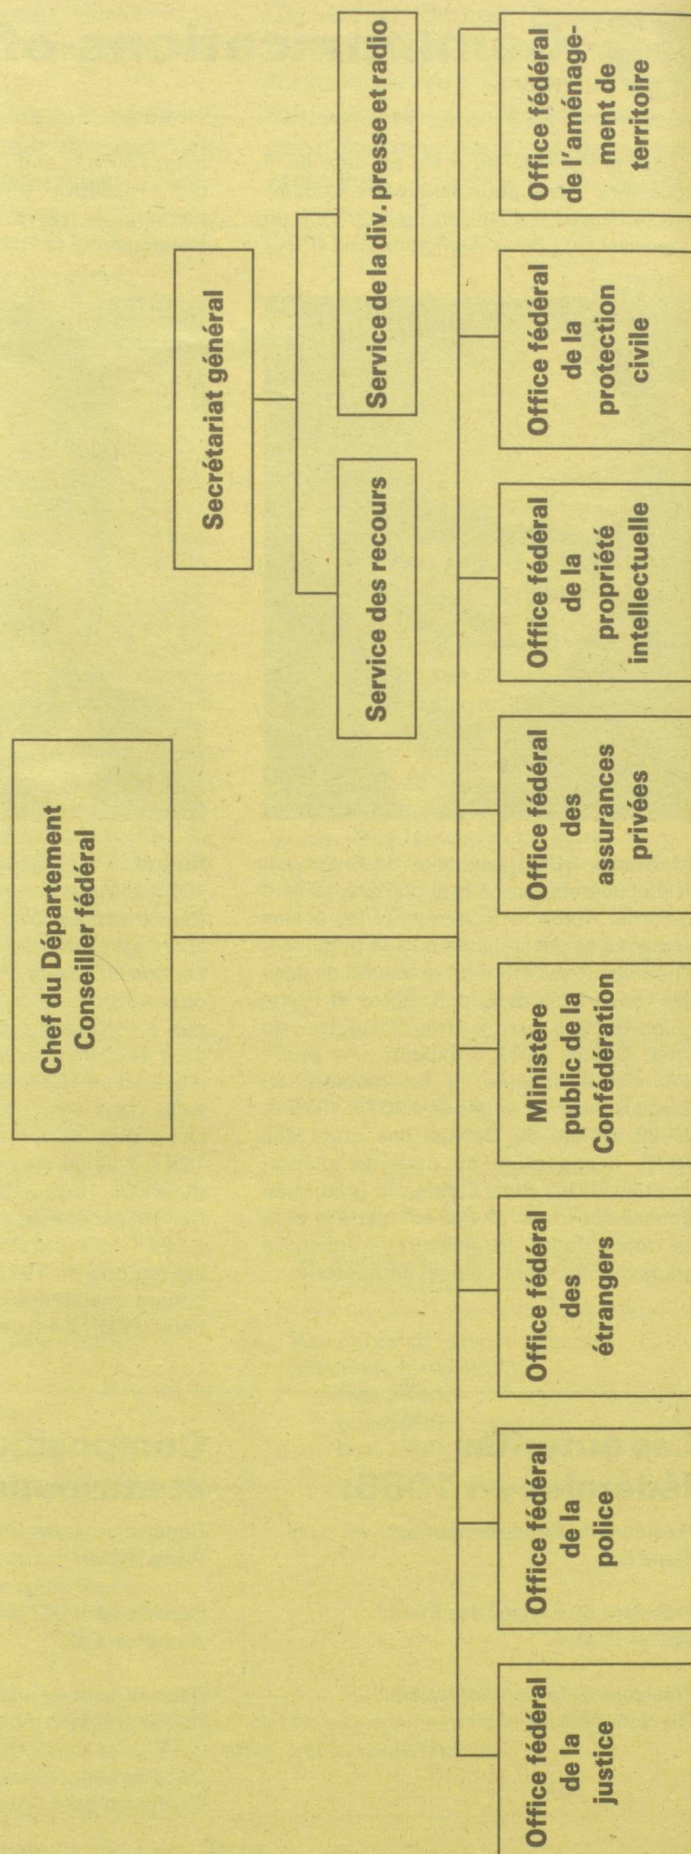 Chef du Département
Conseiller fédéral
Secrétariat général
Service des recours
Service de la div. presse et radio
Office fédéral
de la
justice
Office fédéral
de la
police
Office fédéral
des
étrangers
Ministère
public de la
Confédération
Office fédéral
des
assurances
privées
Office fédéral
de la
propriété
intellectuelle
Office fédéral
de la
protection
civile
Office fédéral
de l'aménage-
ment de
territoire